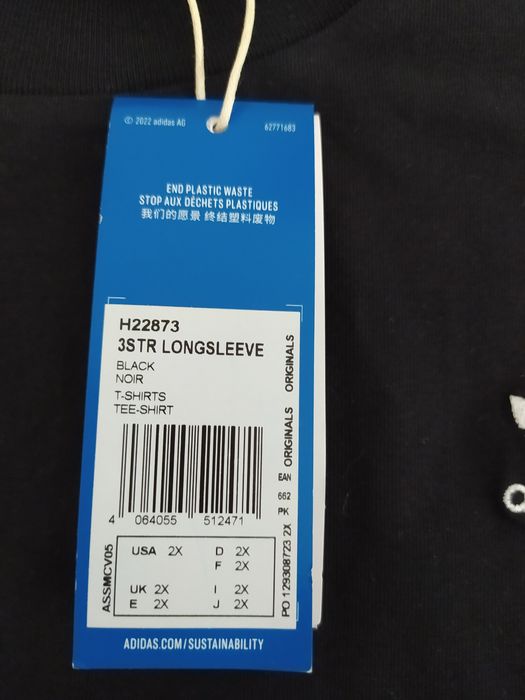 © 2022 adidas AG 62771683
END PLASTIC WASTE
STOP AUX DÉCHETS PLASTIQUES
我们的愿景 终结塑料废物
H22873
3STR LONGSLEEVE
BLACK
NOIR
T-SHIRTS
TEE-SHIRT
ORIGINALS
ORIGINALS
EAN
662
PK
PO 129308723 2X
4 064055 512471
ASSMCV05
USA 2X D 2X
F 2X
UK 2X I 2X
E 2X J 2X
ADIDAS.COM/SUSTAINABILITY